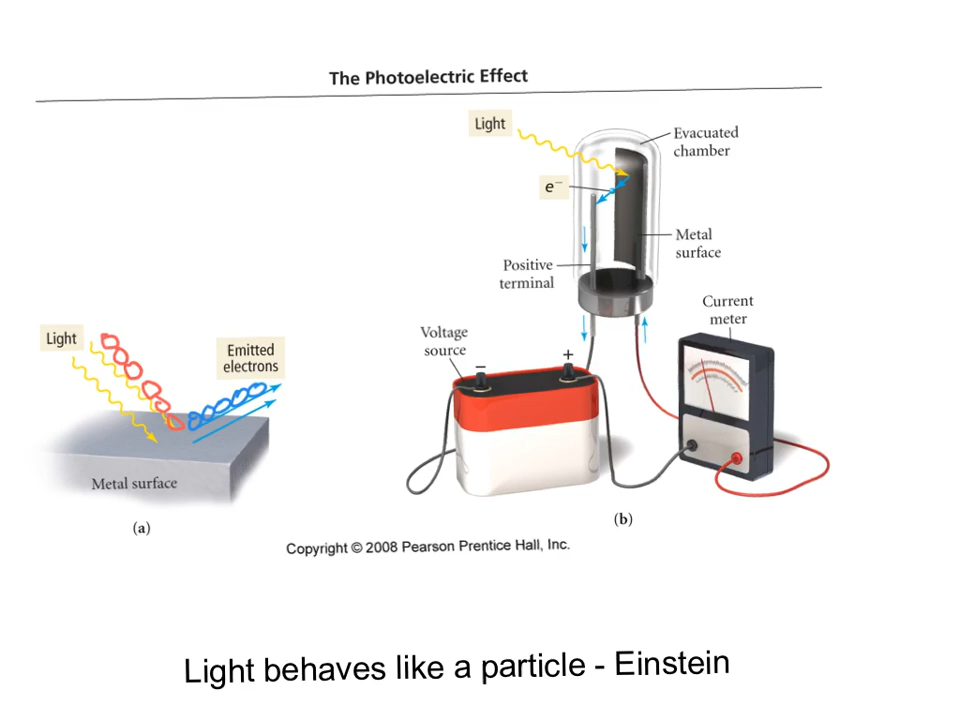 The Photoelectric Effect
Light
Evacuated
chamber
e⁻
Metal
surface
Positive
terminal
Current
meter
Voltage
source
−
+
Light
Emitted
electrons
Metal surface
(a)
(b)
Copyright © 2008 Pearson Prentice Hall, Inc.
Light behaves like a particle - Einstein